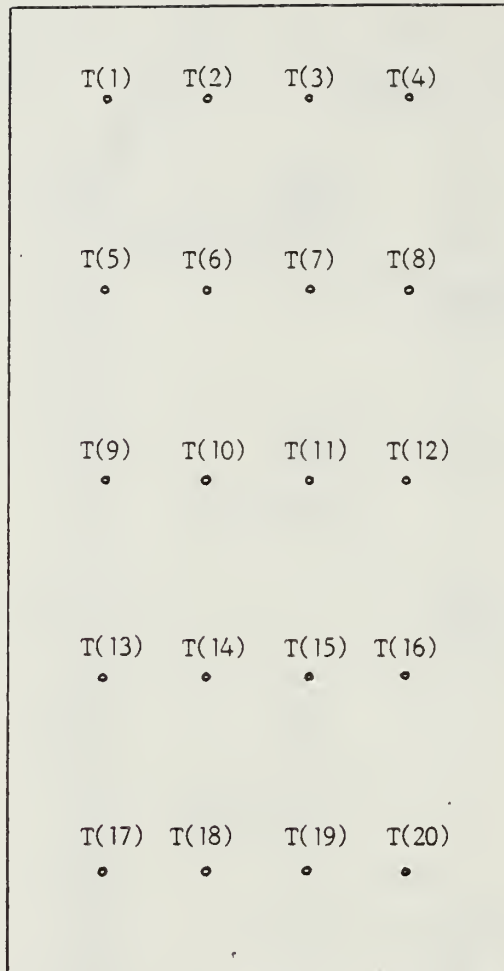 T(1) T(2) T(3) T(4)
T(5) T(6) T(7) T(8)
T(9) T(10) T(11) T(12)
T(13) T(14) T(15) T(16)
T(17) T(18) T(19) T(20)